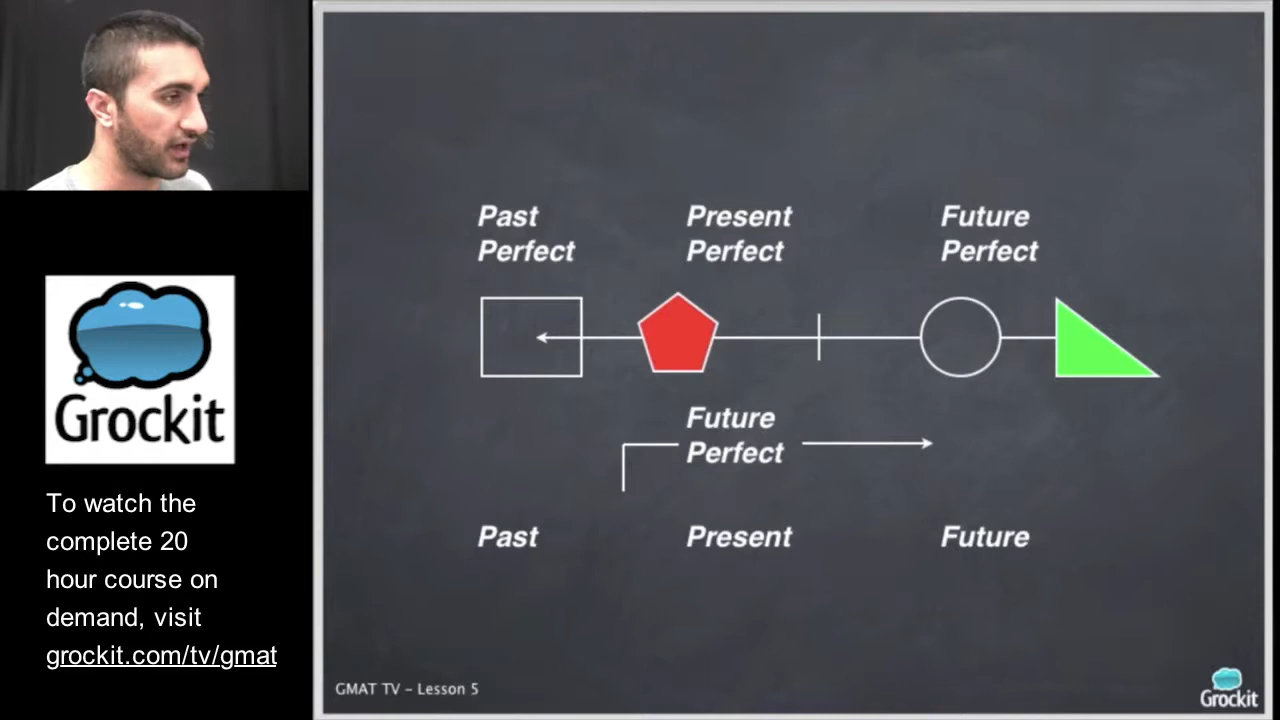 Grockit
To watch the
complete 20
hour course on
demand, visit
grockit.com/tv/gmat
Past
Perfect
Present
Perfect
Future
Perfect
Future
Perfect
Past
Present
Future
GMAT TV – Lesson 5
Grockit